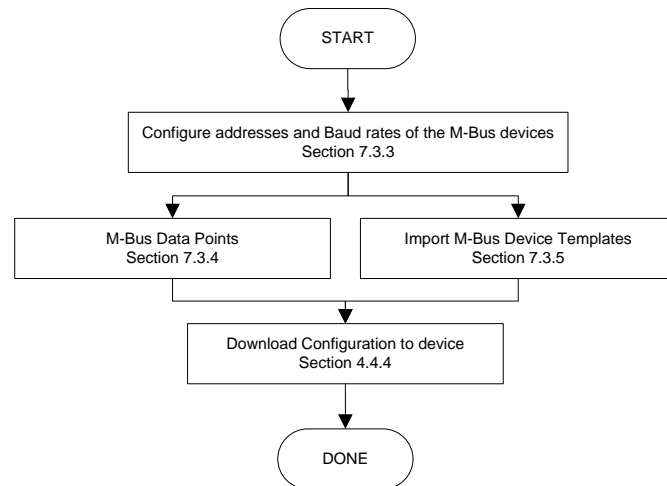 START
Configure addresses and Baud rates of the M-Bus devices
Section 7.3.3
M-Bus Data Points
Section 7.3.4
Import M-Bus Device Templates
Section 7.3.5
Download Configuration to device
Section 4.4.4
DONE